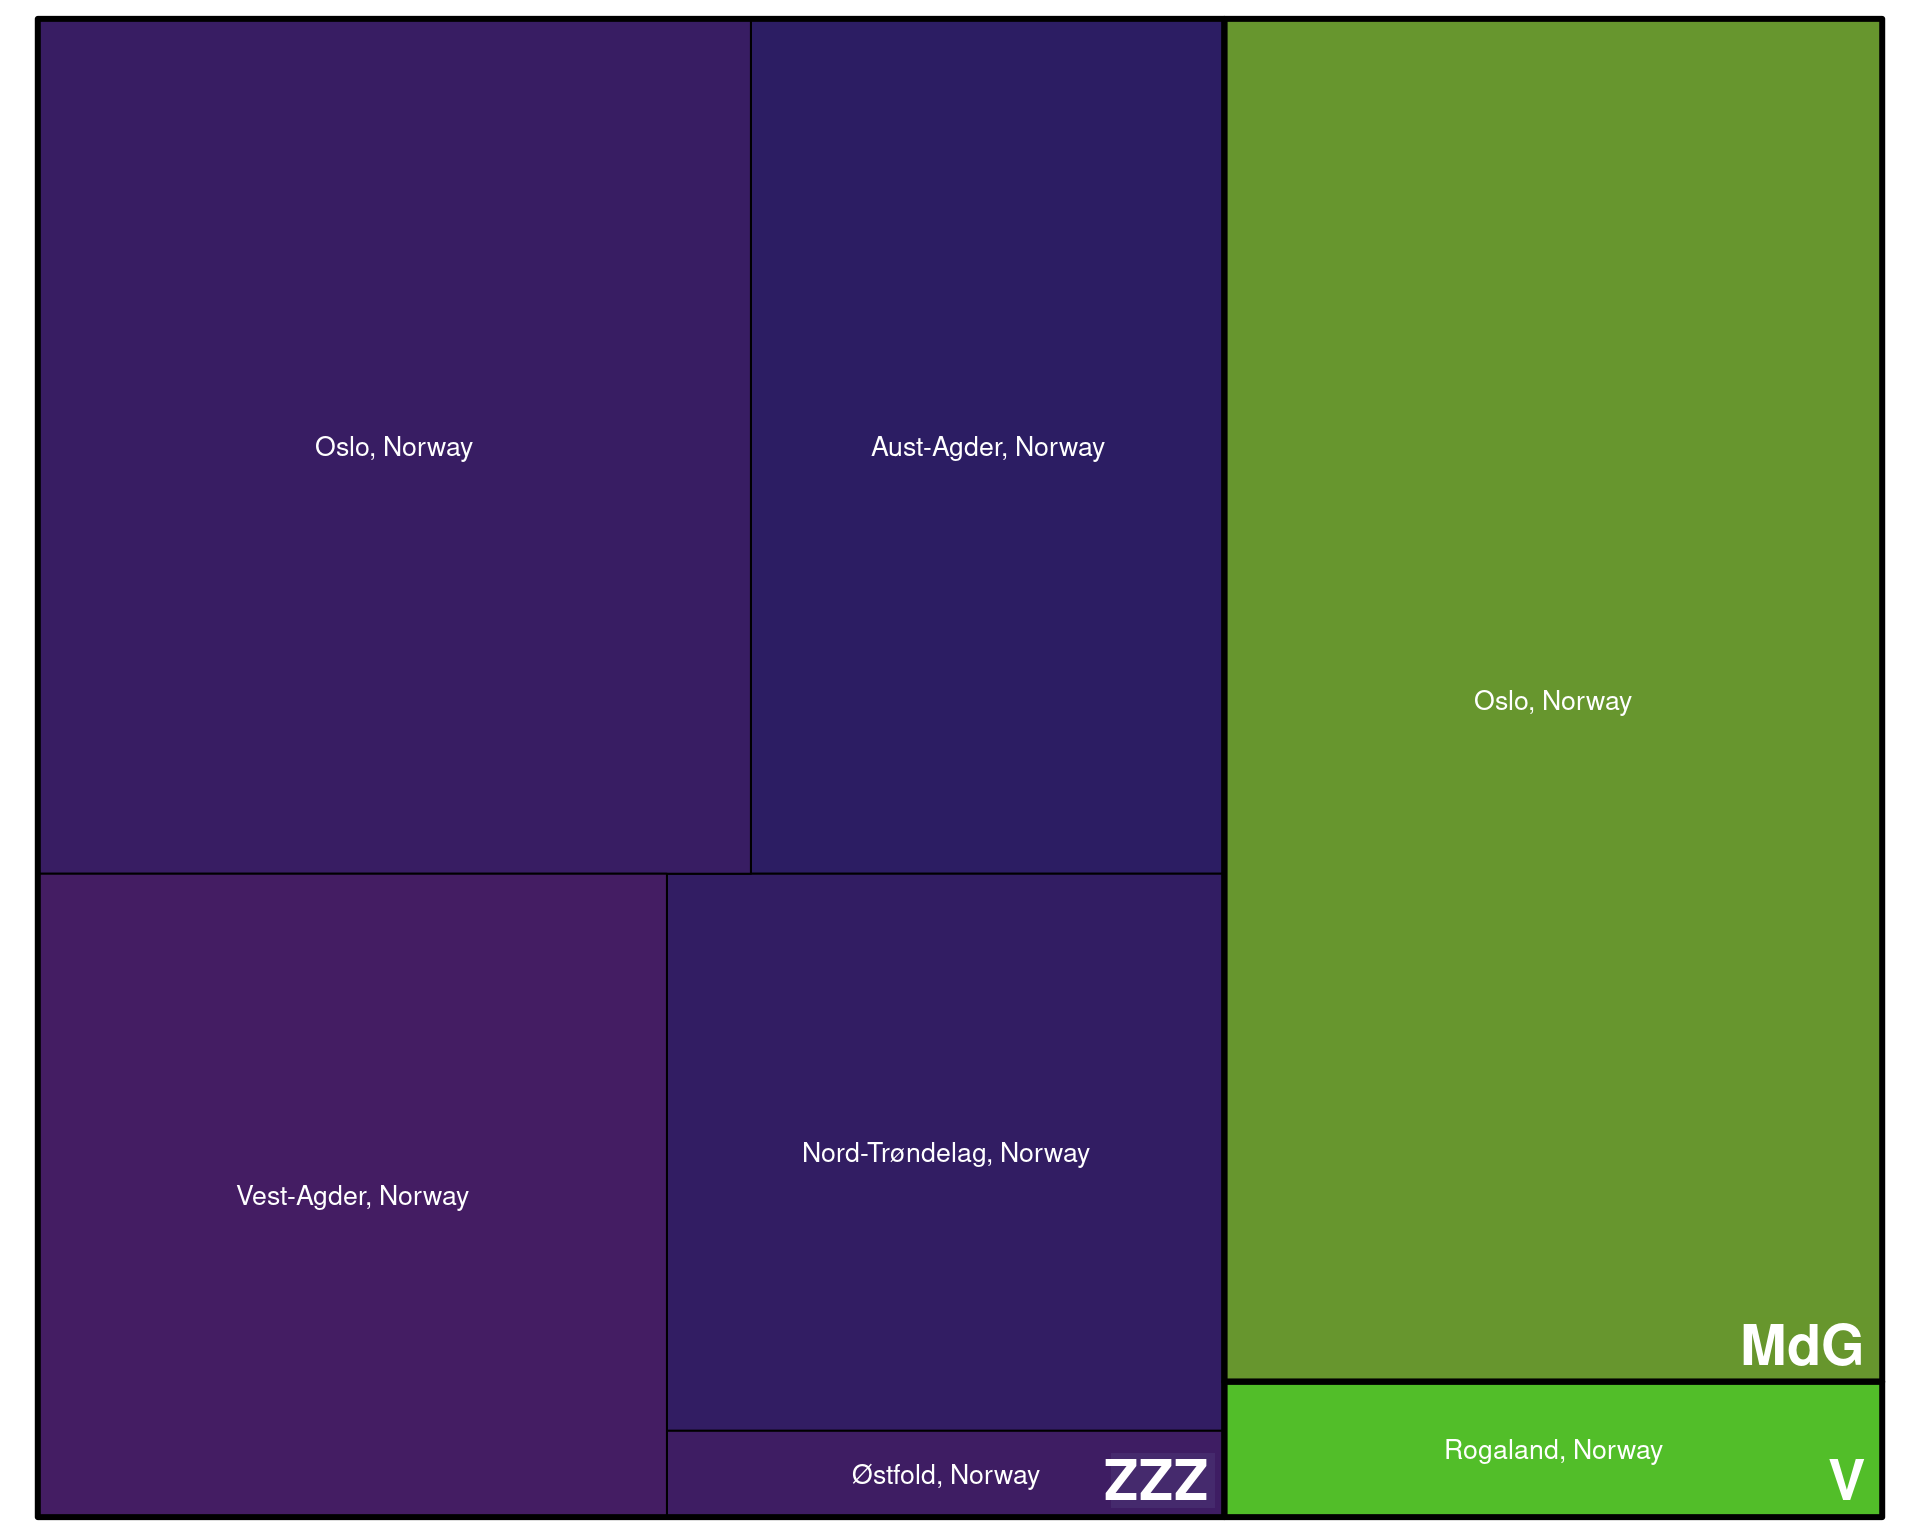 Oslo, Norway
Aust-Agder, Norway
Vest-Agder, Norway
Nord-Trøndelag, Norway
Østfold, Norway
ZZZ
Oslo, Norway
MdG
Rogaland, Norway
V